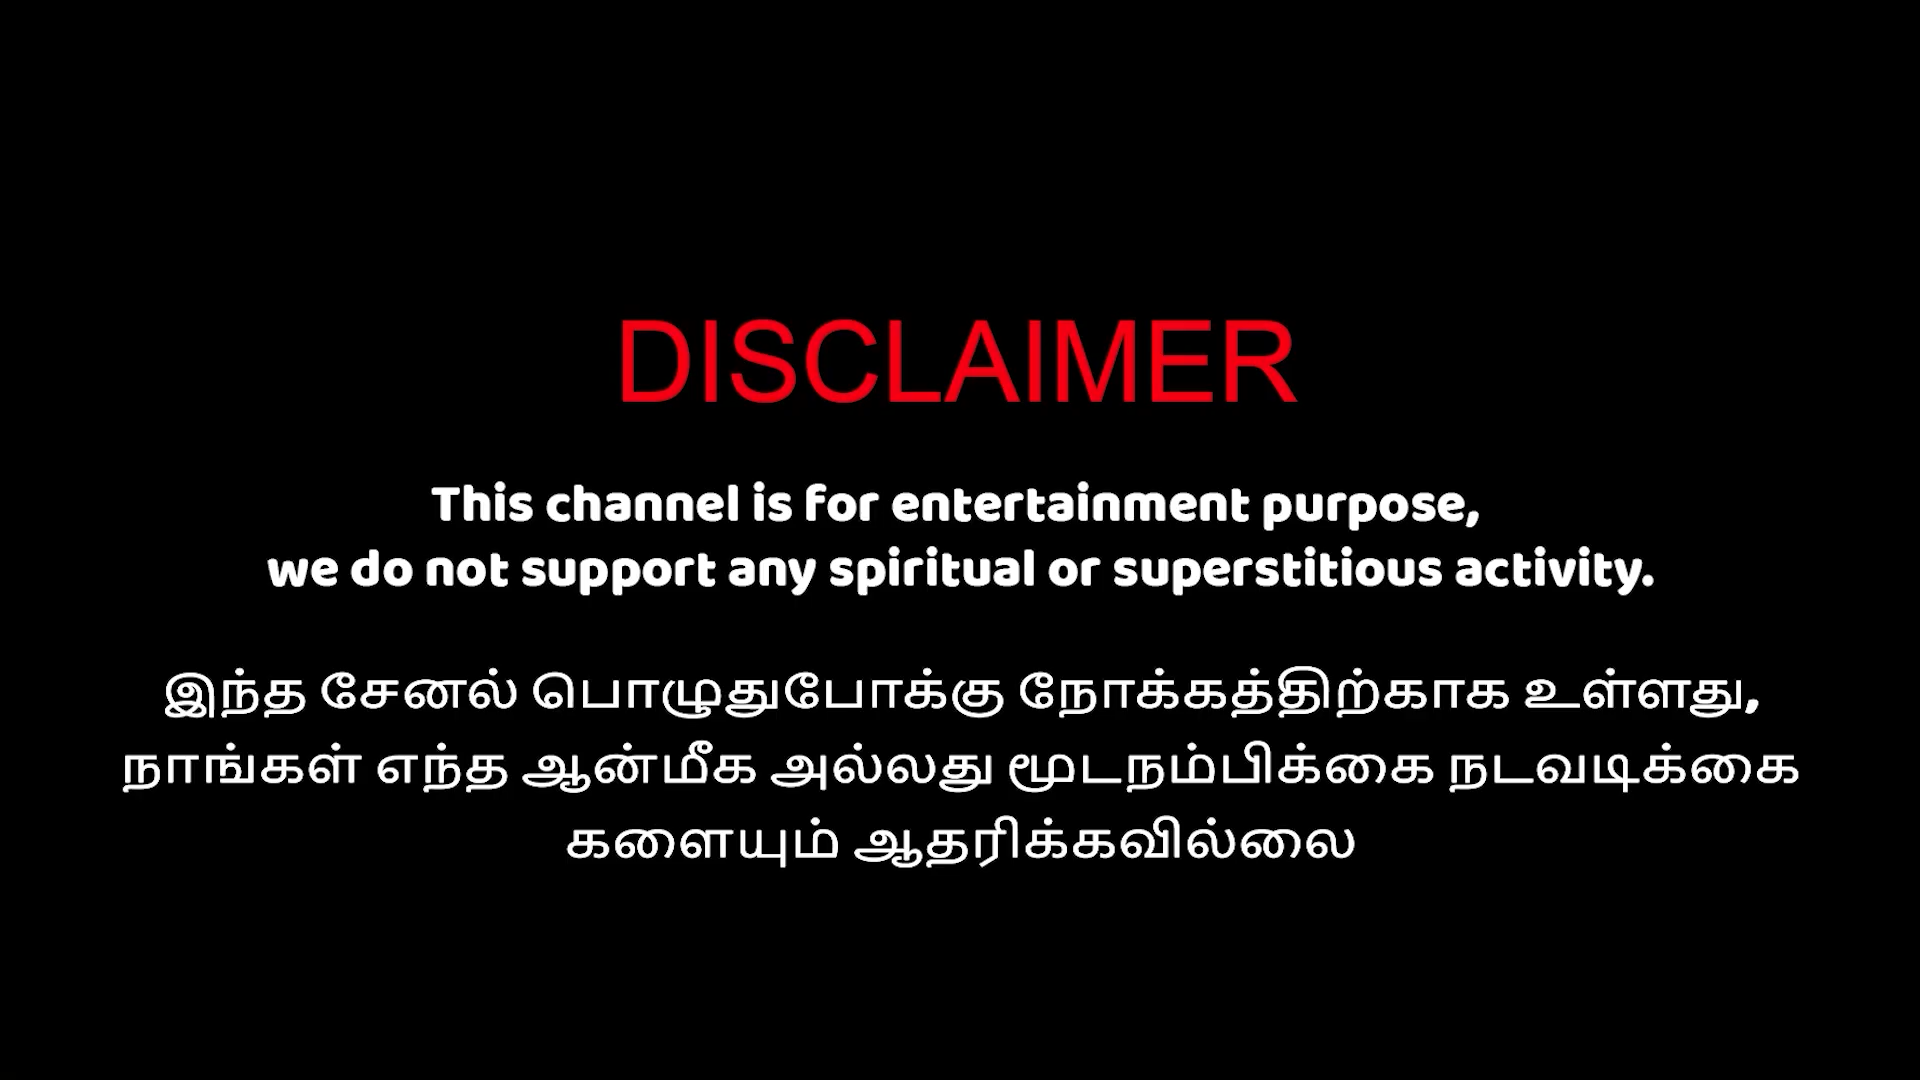 DISCLAIMER
This channel is for entertainment purpose,
we do not support any spiritual or superstitious activity.
இந்த சேனல் பொழுதுபோக்கு நோக்கத்திற்காக உள்ளது,
நாங்கள் எந்த ஆன்மீக அல்லது மூடநம்பிக்கை நடவடிக்கை
களையும் ஆதரிக்கவில்லை